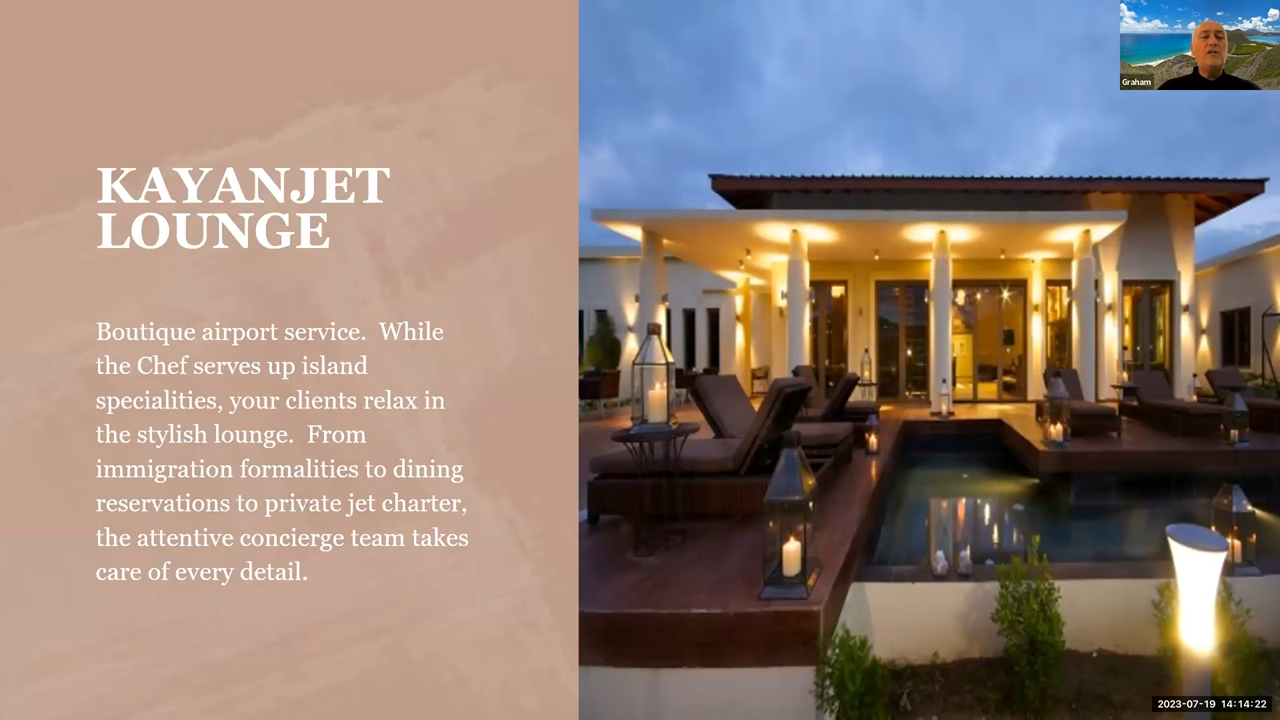 Graham
KAYANJET
LOUNGE
Boutique airport service.  While
the Chef serves up island
specialities, your clients relax in
the stylish lounge.  From
immigration formalities to dining
reservations to private jet charter,
the attentive concierge team takes
care of every detail.
2023-07-19 14:14:22